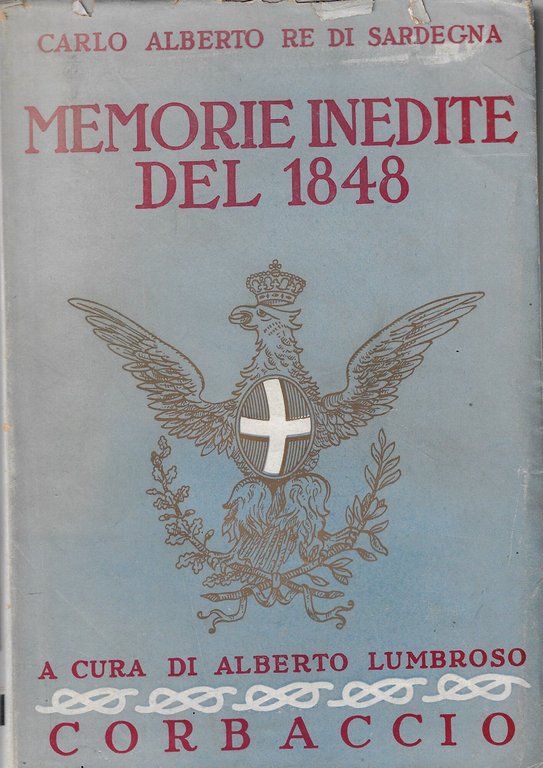 CARLO ALBERTO RE DI SARDEGNA
MEMORIE INEDITE
DEL 1848
A CURA DI ALBERTO LUMBROSO
CORBACCIO